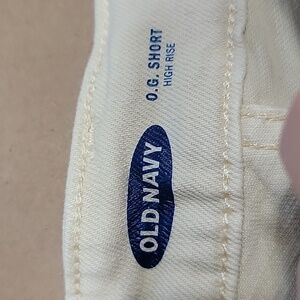 OLD NAVY
O.G. SHORT
HIGH RISE